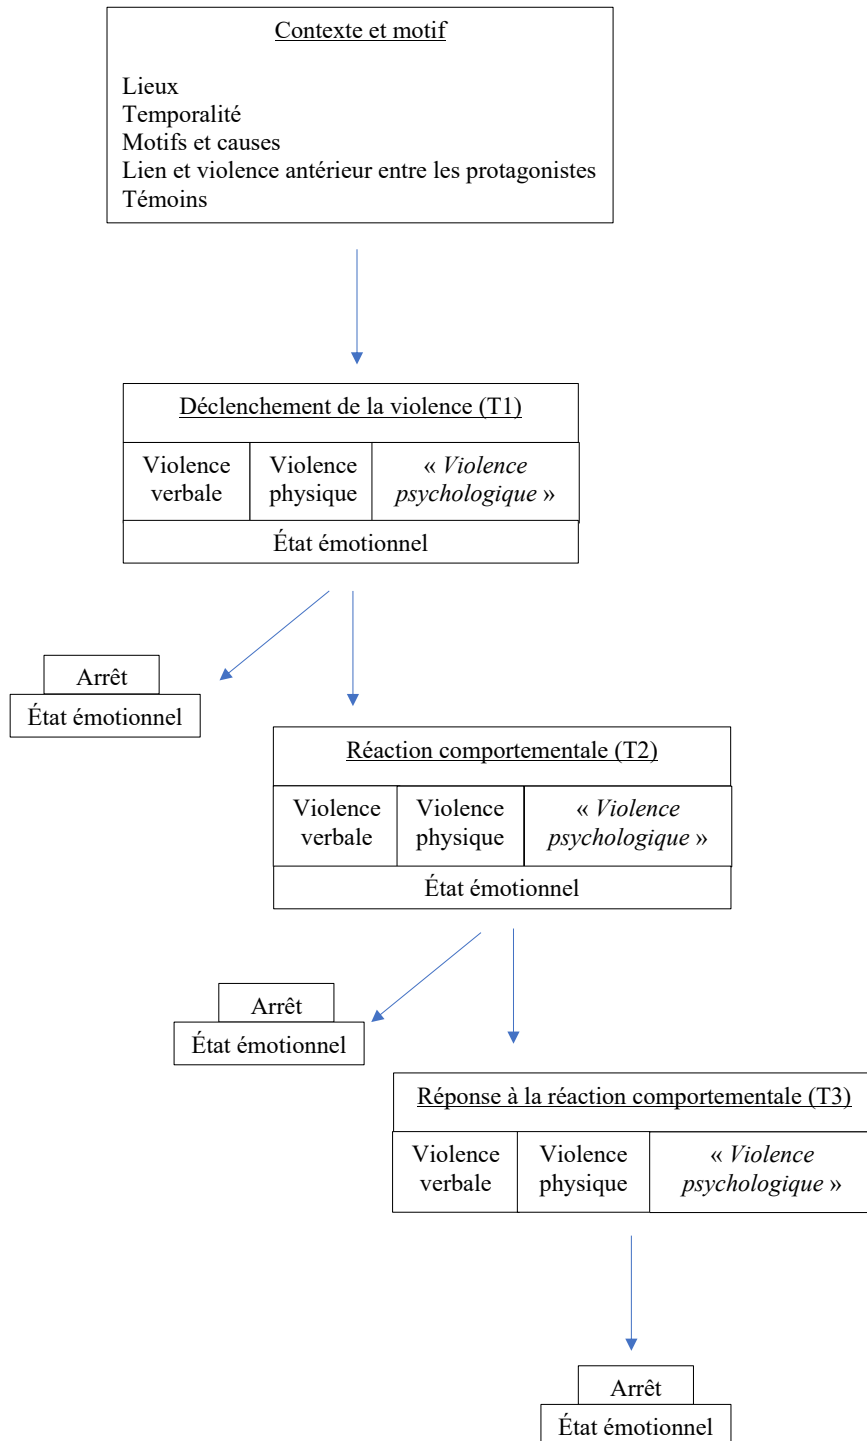 Contexte et motif
Lieux
Temporalité
Motifs et causes
Lien et violence antérieur entre les protagonistes
Témoins
Déclenchement de la violence (T1)
Violence
verbale
Violence
physique
« Violence
psychologique »
État émotionnel
Arrêt
État émotionnel
Réaction comportementale (T2)
Violence
verbale
Violence
physique
« Violence
psychologique »
État émotionnel
Arrêt
État émotionnel
Réponse à la réaction comportementale (T3)
Violence
verbale
Violence
physique
« Violence
psychologique »
Arrêt
État émotionnel